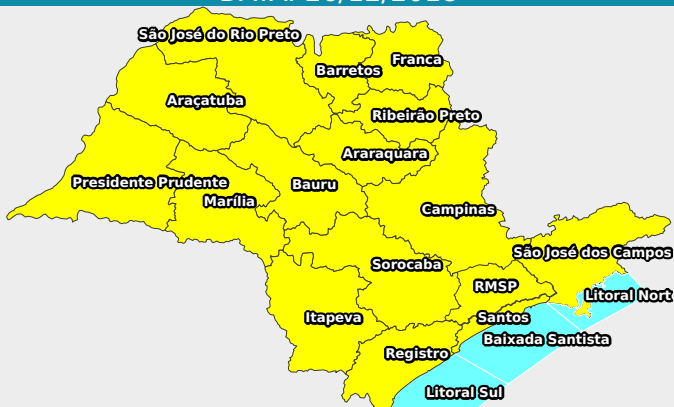 São José do Rio Preto
Franca
Barretos
Araçatuba
Ribeirão Preto
Araraquara
Presidente Prudente
Bauru
Marília
Campinas
São José dos Campos
Sorocaba
RMSP
Litoral Nort
Itapeva
Santos
Baixada Santista
Registro
Litoral Sul